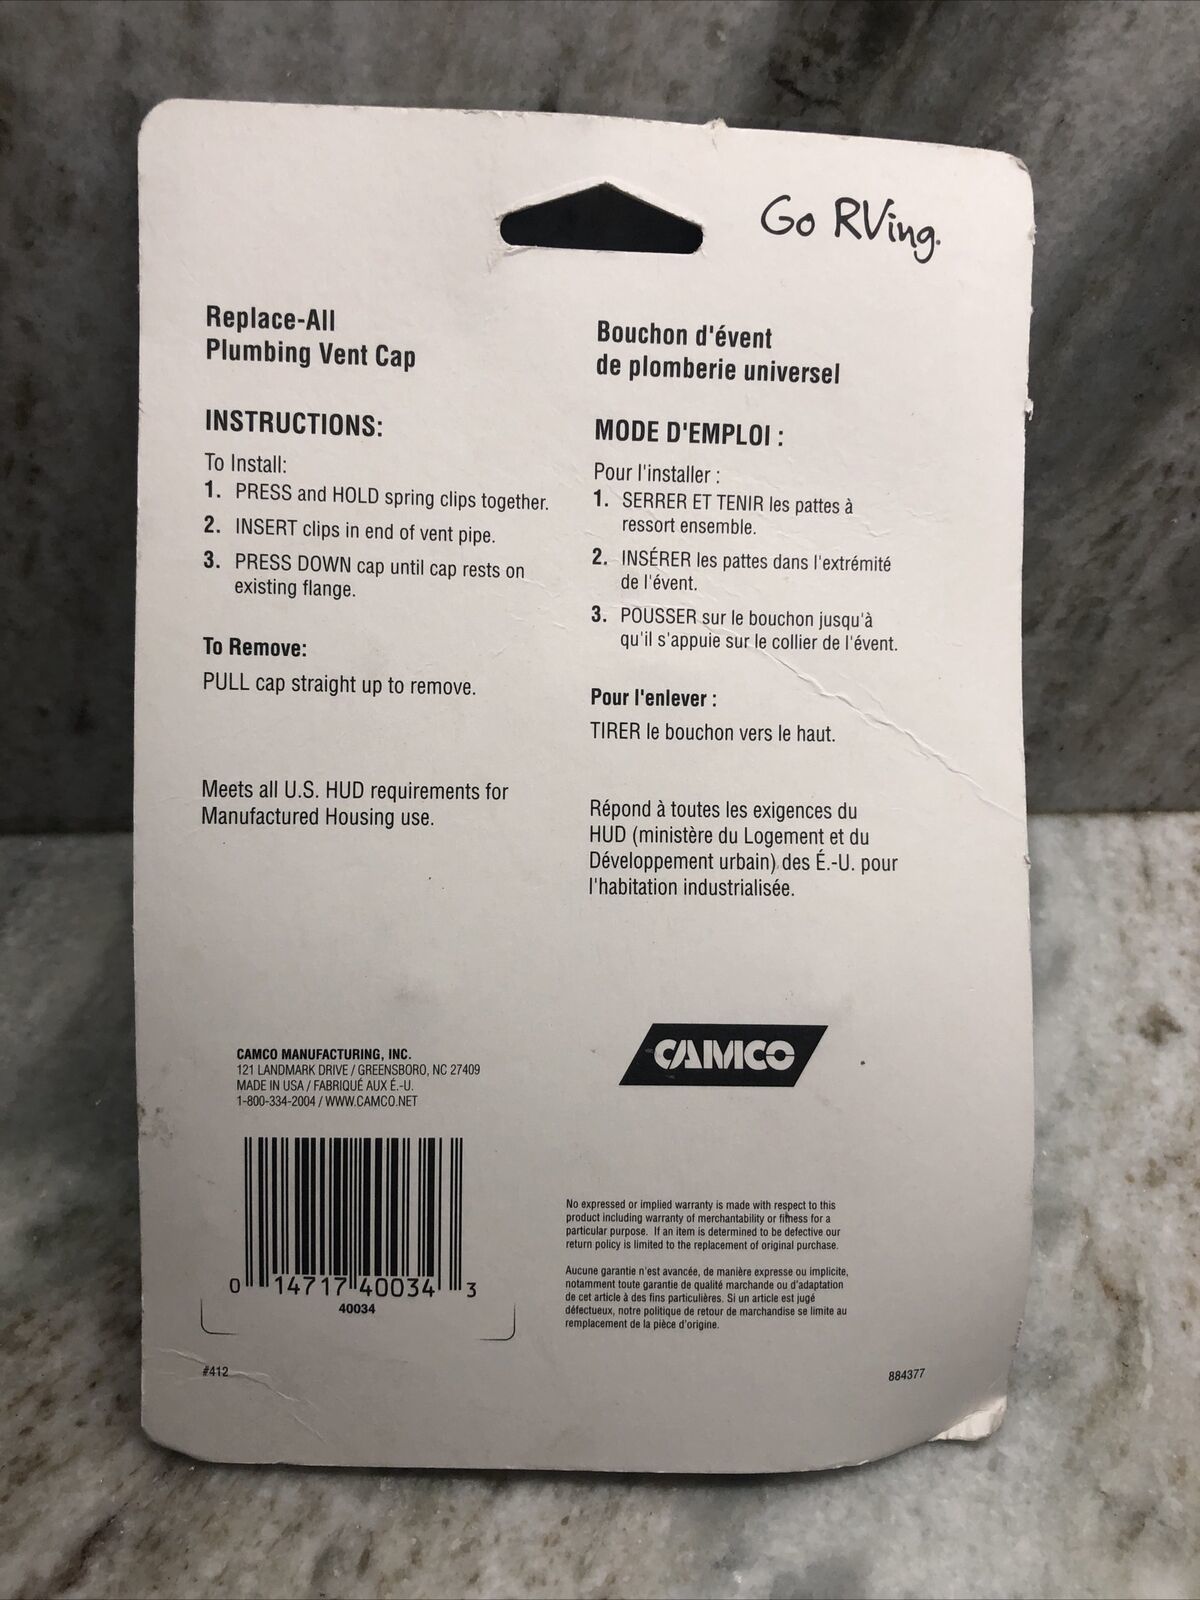 Go RVing.
Replace-All
Plumbing Vent Cap
INSTRUCTIONS:
To Install:
1. PRESS and HOLD spring clips together.
2. INSERT clips in end of vent pipe.
3. PRESS DOWN cap until cap rests on
existing flange.
To Remove:
PULL cap straight up to remove.
Meets all U.S. HUD requirements for
Manufactured Housing use.
Bouchon d'évent
de plomberie universel
MODE D'EMPLOI :
Pour l'installer :
1. SERRER ET TENIR les pattes à
ressort ensemble.
2. INSÉRER les pattes dans l'extrémité
de l'évent.
3. POUSSER sur le bouchon jusqu'à
qu'il s'appuie sur le collier de l'évent.
Pour l'enlever :
TIRER le bouchon vers le haut.
Répond à toutes les exigences du
HUD (ministère du Logement et du
Développement urbain) des É.-U. pour
l'habitation industrialisée.
CAMCO MANUFACTURING, INC.
121 LANDMARK DRIVE / GREENSBORO, NC 27409
MADE IN USA / FABRIQUÉ AUX É.-U.
1-800-334-2004 / WWW.CAMCO.NET
0 14717 40034 3
40034
#412
CAMCO
No expressed or implied warranty is made with respect to this
product including warranty of merchantability or fitness for a
particular purpose. If an item is determined to be defective our
return policy is limited to the replacement of original purchase.
Aucune garantie n'est avancée, de manière expresse ou implicite,
notamment toute garantie de qualité marchande ou d'adaptation
de cet article à des fins particulières. Si un article est jugé
défectueux, notre politique de retour de marchandise se limite au
remplacement de la pièce d'origine.
884377